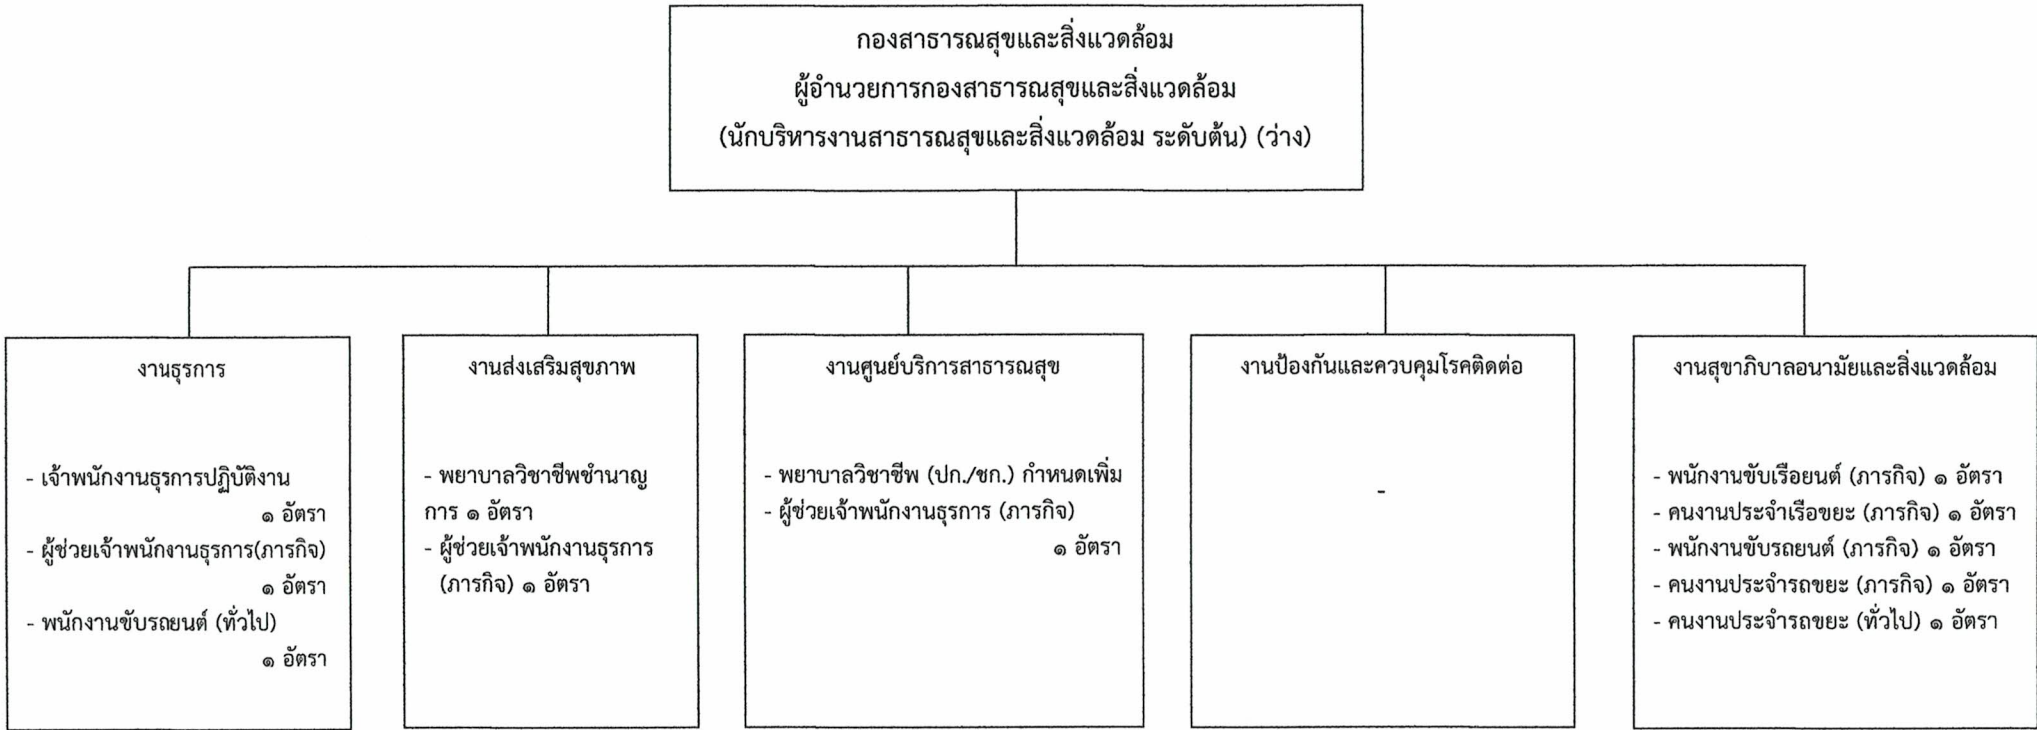 กองสาธารณสุขและสิ่งแวดล้อม
ผู้อำนวยการกองสาธารณสุขและสิ่งแวดล้อม
(นักบริหารงานสาธารณสุขและสิ่งแวดล้อม ระดับต้น) (ว่าง)
งานธุรการ
- เจ้าพนักงานธุรการปฏิบัติงาน
๑ อัตรา
- ผู้ช่วยเจ้าพนักงานธุรการ(ภารกิจ)
๑ อัตรา
- พนักงานขับรถยนต์ (ทั่วไป)
๑ อัตรา
งานส่งเสริมสุขภาพ
- พยาบาลวิชาชีพชำนาญ
การ ๑ อัตรา
- ผู้ช่วยเจ้าพนักงานธุรการ
(ภารกิจ) ๑ อัตรา
งานศูนย์บริการสาธารณสุข
- พยาบาลวิชาชีพ (ปก./ชก.) กำหนดเพิ่ม
- ผู้ช่วยเจ้าพนักงานธุรการ (ภารกิจ)
๑ อัตรา
งานป้องกันและควบคุมโรคติดต่อ
-
งานสุขาภิบาลอนามัยและสิ่งแวดล้อม
- พนักงานขับเรือยนต์ (ภารกิจ) ๑ อัตรา
- คนงานประจำเรือขยะ (ภารกิจ) ๑ อัตรา
- พนักงานขับรถยนต์ (ภารกิจ) ๑ อัตรา
- คนงานประจำรถขยะ (ภารกิจ) ๑ อัตรา
- คนงานประจำรถขยะ (ทั่วไป) ๑ อัตรา